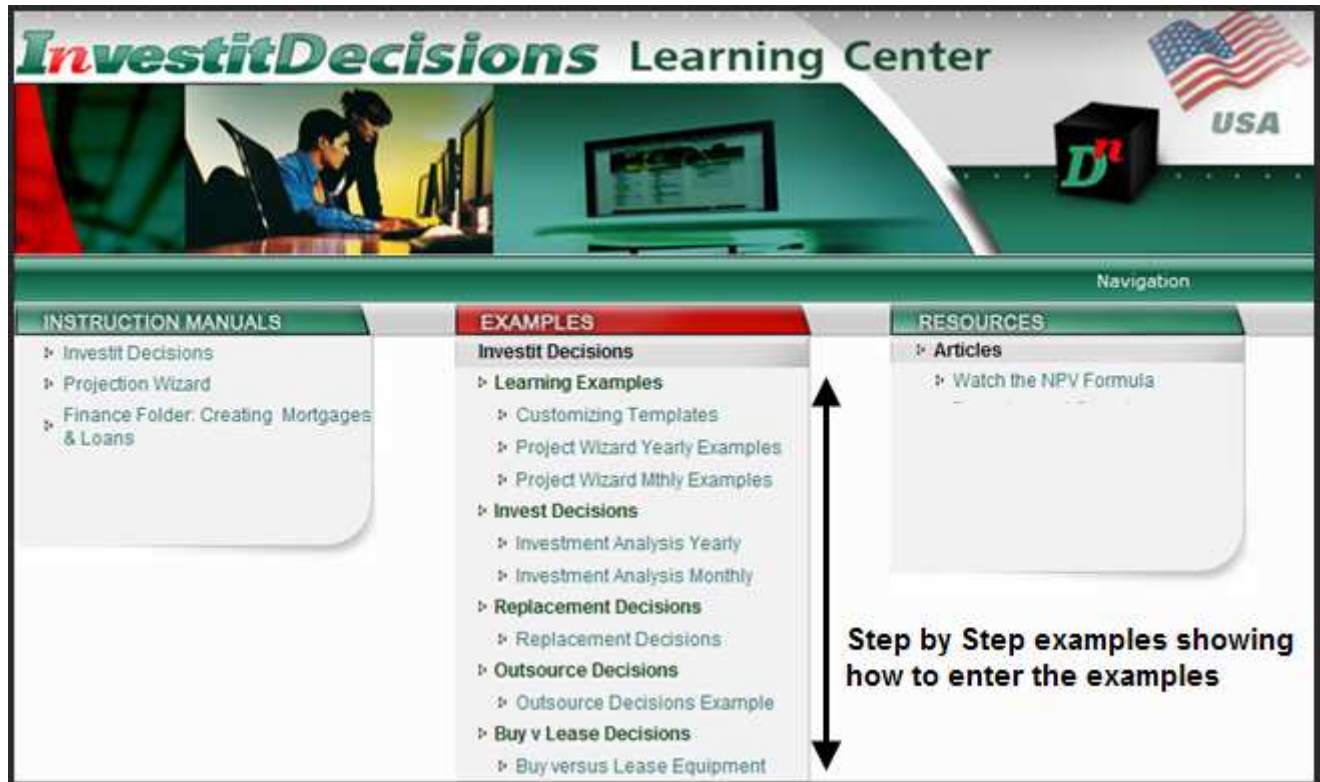 InvestitDecisions Learning Center
USA
Dn
Navigation
INSTRUCTION MANUALS
Investit Decisions
Projection Wizard
Finance Folder: Creating Mortgages
& Loans
EXAMPLES
Investit Decisions
Learning Examples
Customizing Templates
Project Wizard Yearly Examples
Project Wizard Mthly Examples
Invest Decisions
Investment Analysis Yearly
Investment Analysis Monthly
Replacement Decisions
Replacement Decisions
Outsource Decisions
Outsource Decisions Example
Buy v Lease Decisions
Buy versus Lease Equipment
RESOURCES
Articles
Watch the NPV Formula
Step by Step examples showing
how to enter the examples